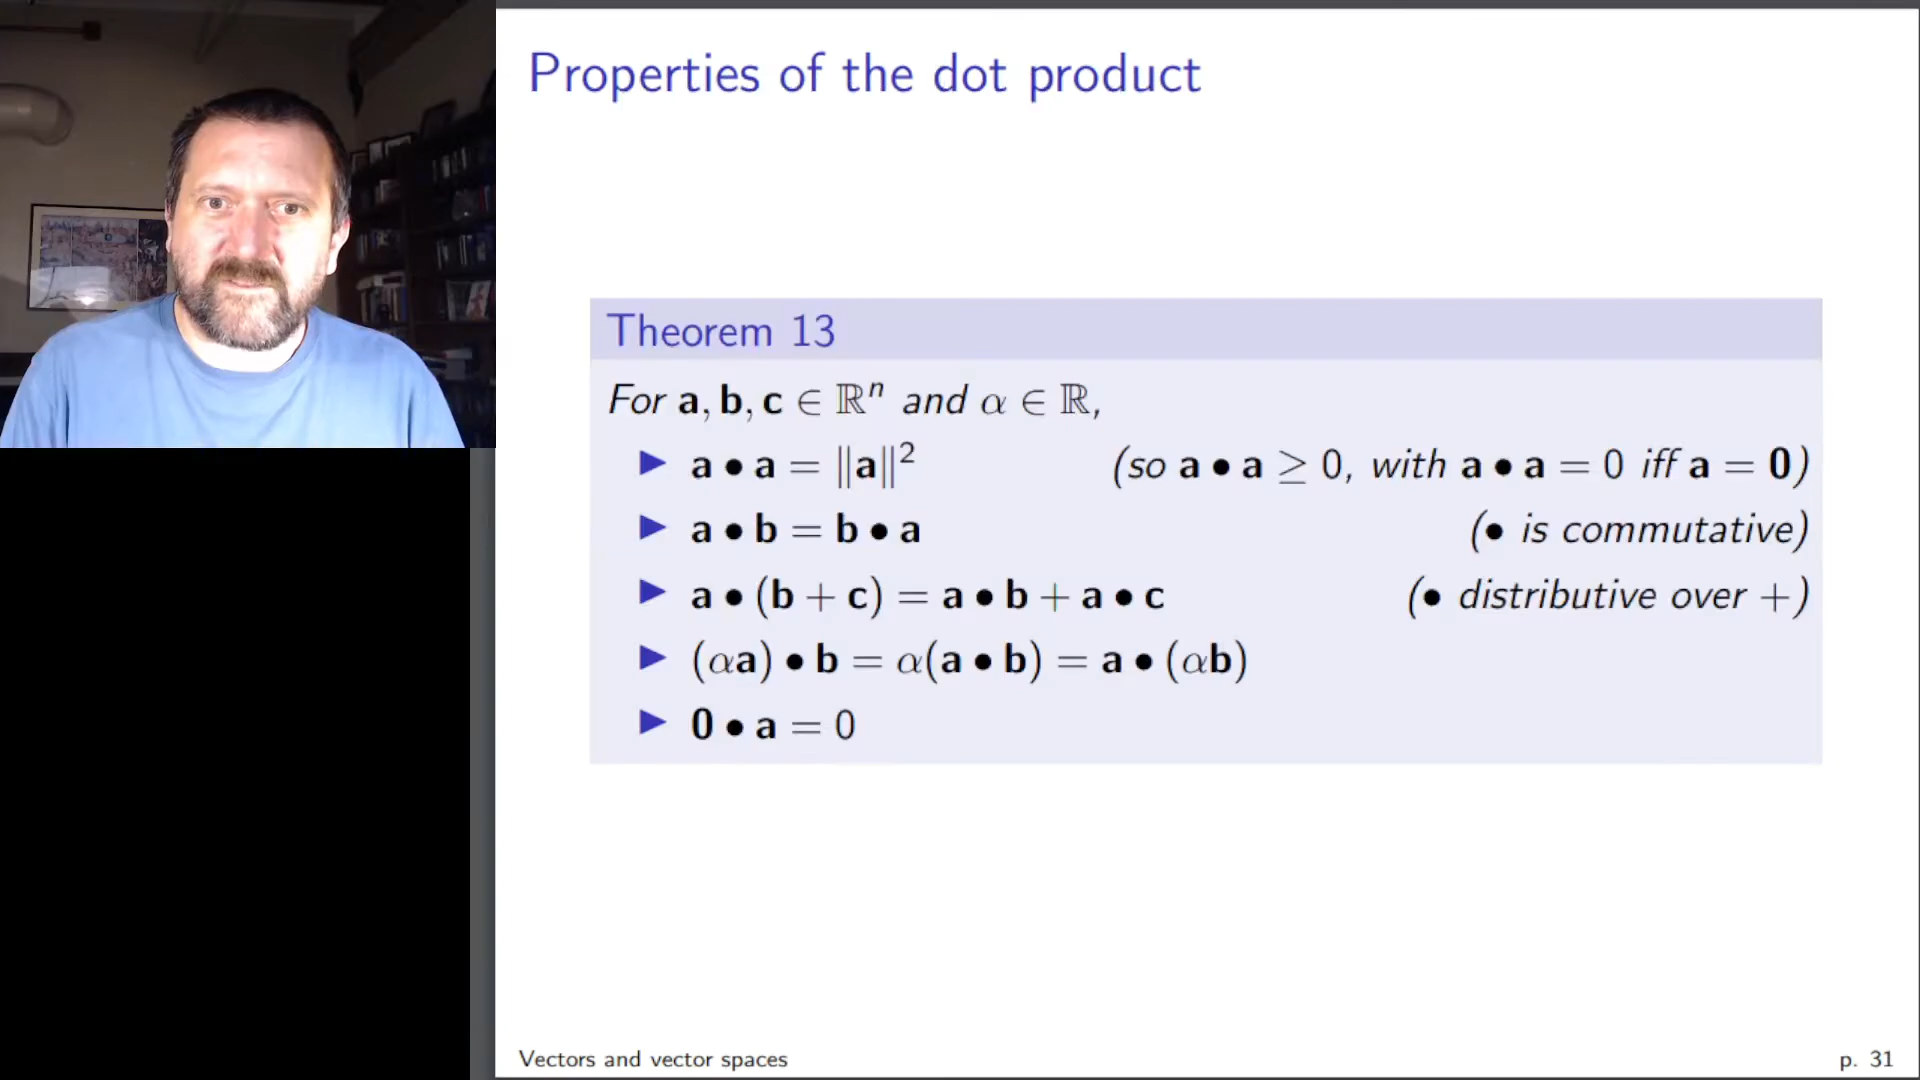 Properties of the dot product
Theorem 13
For a, b, c ∈ ℝⁿ and α ∈ ℝ,
▶ a • a = ‖a‖² (so a • a ≥ 0, with a • a = 0 iff a = 0)
▶ a • b = b • a (• is commutative)
▶ a • (b + c) = a • b + a • c (• distributive over +)
▶ (αa) • b = α(a • b) = a • (αb)
▶ 0 • a = 0
Vectors and vector spaces p. 31